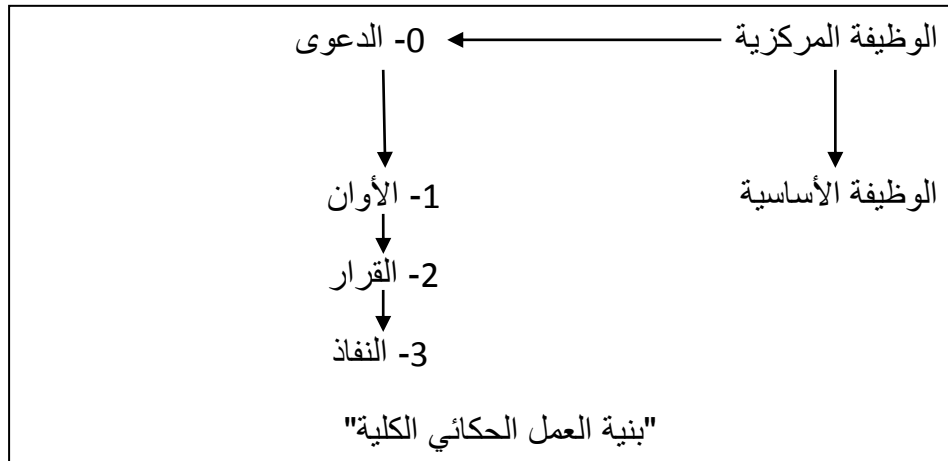 الوظيفة المركزية 0- الدعوى
الوظيفة الأساسية 1- الأوان
2- القرار
3- النفاذ
"بنية العمل الحكائي الكلية"